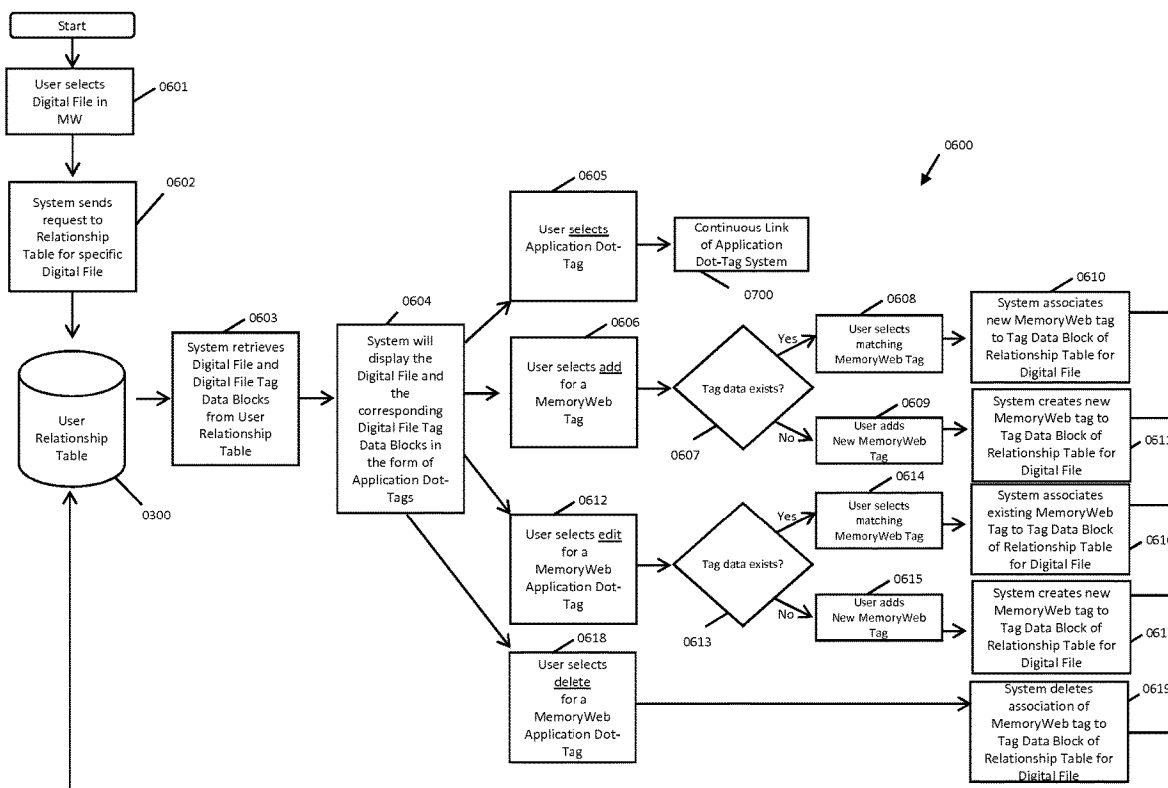 Start
User selects
Digital File in
MW
0601
0602
System sends
request to
Relationship
Table for specific
Digital File
User
Relationship
Table
0300
0603
System retrieves
Digital File and
Digital File Tag
Data Blocks
from User
Relationship
Table
0604
System will
display the
Digital File and
the
corresponding
Digital File Tag
Data Blocks in
the form of
Application Dot-
Tags
0600
0605
User selects
Application Dot-
Tag
Continuous Link
of Application
Dot-Tag System
0700
0606
User selects add
for a
MemoryWeb
Tag
Tag data exists?
0607
Yes
No
0608
User selects
matching
MemoryWeb Tag
0609
User adds
New MemoryWeb
Tag
0610
System associates
new MemoryWeb tag
to Tag Data Block of
Relationship Table for
Digital File
System creates new
MemoryWeb tag to
Tag Data Block of
Relationship Table for
Digital File
0612
User selects edit
for a
MemoryWeb
Application Dot-
Tag
Tag data exists?
0613
Yes
No
0614
User selects
matching
MemoryWeb Tag
0615
User adds
New MemoryWeb
Tag
System associates
existing MemoryWeb
Tag to Tag Data Block
of Relationship Table
for Digital File
System creates new
MemoryWeb tag to
Tag Data Block of
Relationship Table for
Digital File
0618
User selects
delete
for a
MemoryWeb
Application Dot-
Tag
System deletes
association of
MemoryWeb tag to
Tag Data Block of
Relationship Table for
Digital File
0619